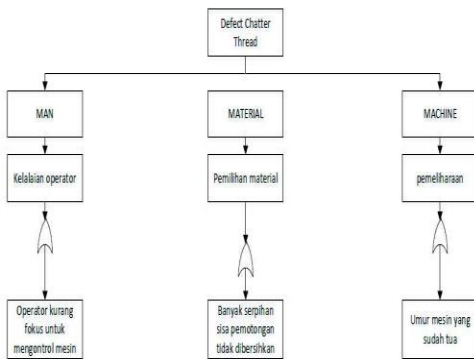 Defect Chatter
Thread
MAN
MATERIAL
MACHINE
Kelalaian operator
Pemilihan material
pemeliharaan
Operator kurang
fokus untuk
mengontrol mesin
Banyak serpihan
sisa pemotongan
tidak dibersihkan
Umur mesin yang
sudah tua